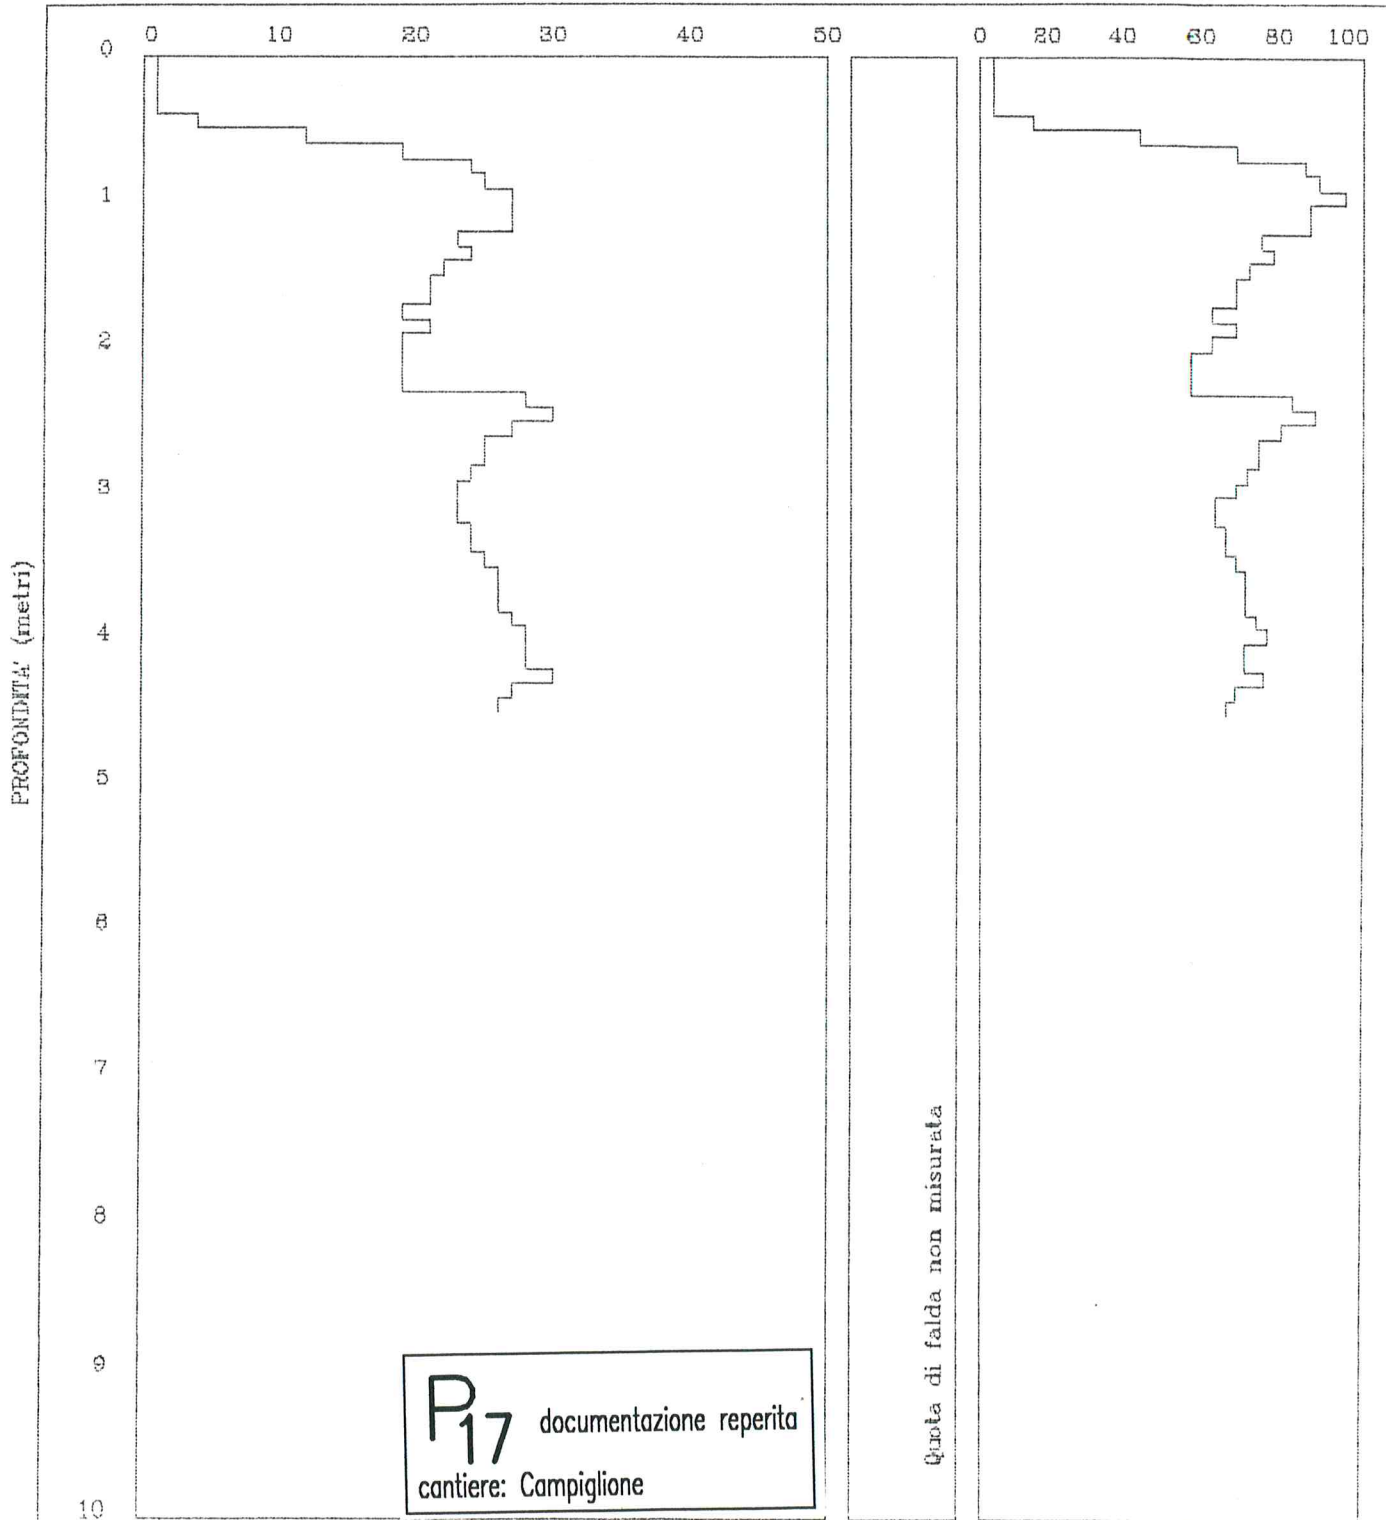 0 10 20 30 40 50
0 20 40 60 80 100
0
1
2
3
4
5
6
7
8
9
10
PROFONDITA' (metri)
Quota di falda non misurata
P17 documentazione reperita
cantiere: Campiglione